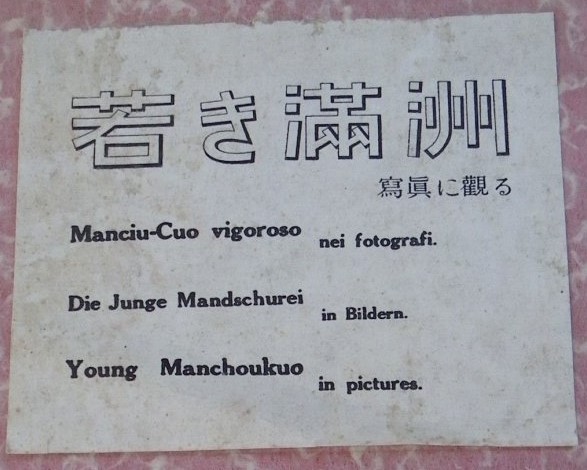 若き滿洲
寫眞に觀る
Manciu-Cuo vigoroso nei fotografi.
Die Junge Mandschurei in Bildern.
Young Manchoukuo in pictures.